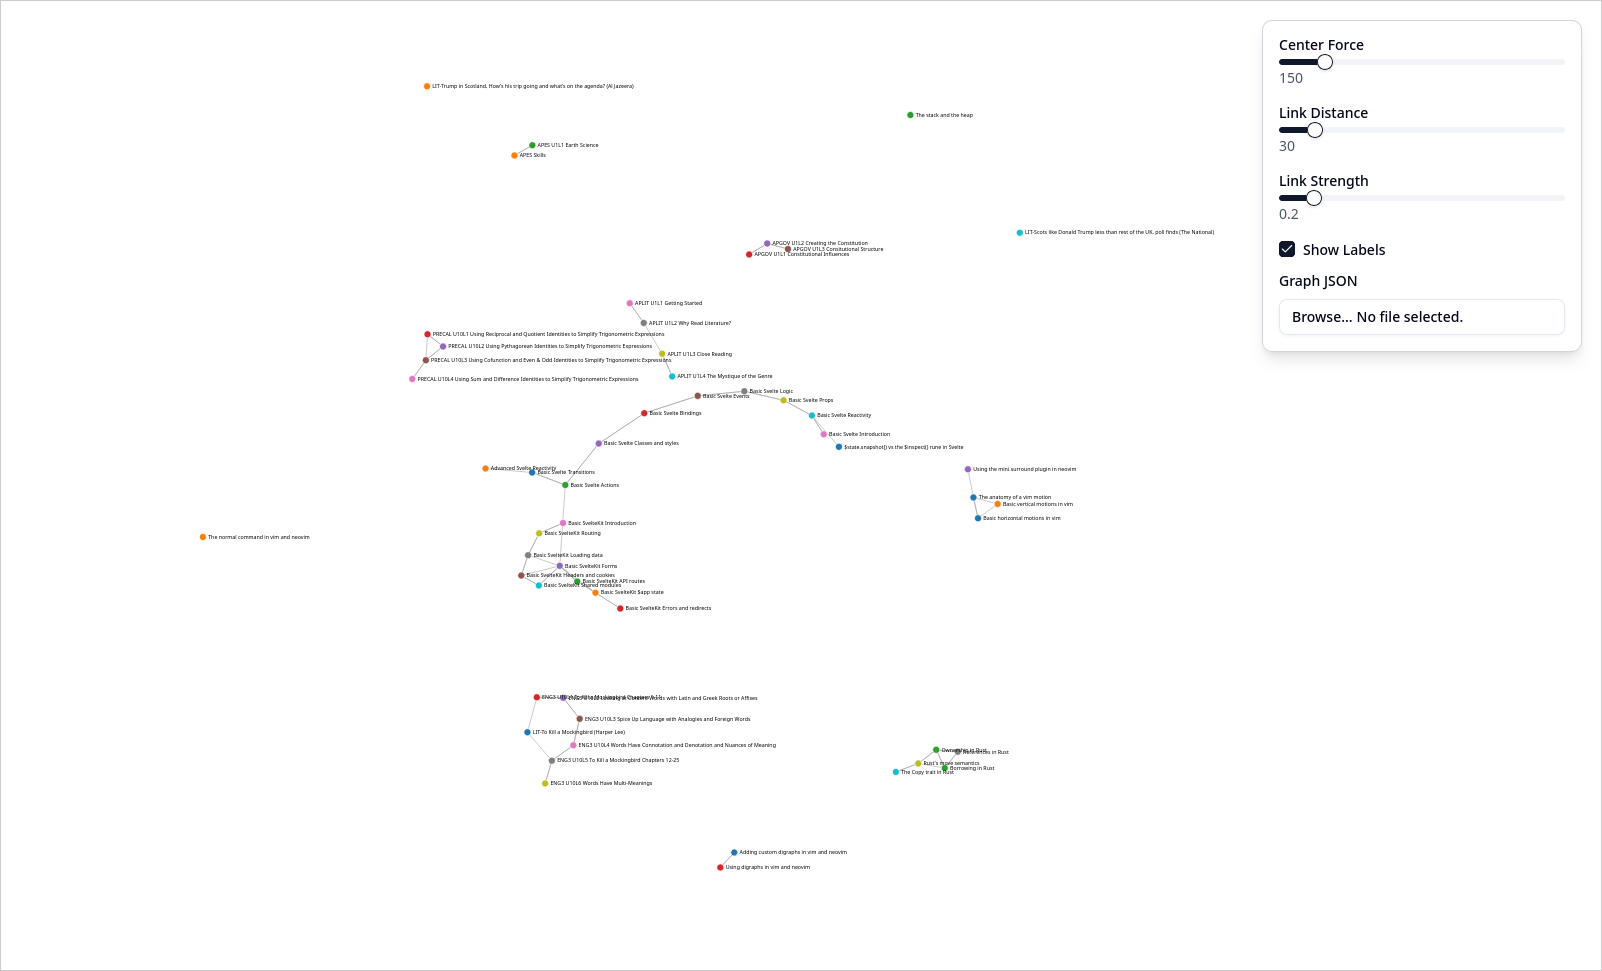 Center Force
150
Link Distance
30
Link Strength
0.2
Show Labels
Graph JSON
Browse... No file selected.
LIT-Trump in Scotland, How's his trip going and what's on the agenda? (Al Jazeera)
The stack and the heap
APES U1L1 Earth Science
APES Skills
LIT-Scots like Donald Trump less than rest of the UK, poll finds (The National)
APGOV U1L2 Creating the Constitution
APGOV U1L3 Consitutional Structure
APGOV U1L1 Constitutional Influences
APLIT U1L1 Getting Started
APLIT U1L2 Why Read Literature?
PRECAL U10L1 Using Reciprocal and Quotient Identities to Simplify Trigonometric Expressions
PRECAL U10L2 Using Pythagorean Identities to Simplify Trigonometric Expressions
APLIT U1L3 Close Reading
PRECAL U10L3 Using Cofunction and Even & Odd Identities to Simplify Trigonometric Expressions
APLIT U1L4 The Mystique of the Genre
PRECAL U10L4 Using Sum and Difference Identities to Simplify Trigonometric Expressions
Basic Svelte Logic
Basic Svelte Events
Basic Svelte Props
Basic Svelte Bindings
Basic Svelte Reactivity
Basic Svelte Introduction
Basic Svelte Classes and styles
$state.snapshot() vs the $inspect() rune in Svelte
Advanced Svelte Reactivity
Basic Svelte Transitions
Using the mini.surround plugin in neovim
Basic Svelte Actions
The anatomy of a vim motion
Basic vertical motions in vim
Basic horizontal motions in vim
Basic SvelteKit Introduction
Basic SvelteKit Routing
The normal command in vim and neovim
Basic SvelteKit Loading data
Basic SvelteKit Forms
Basic SvelteKit Headers and cookies
Basic SvelteKit API routes
Basic SvelteKit Shared modules
Basic SvelteKit $app state
Basic SvelteKit Errors and redirects
ENG3 To Kill a Mockingbird Chapters
Words with Latin and Greek Roots or Affixes
ENG3 U10L3 Spice Up Language with Analogies and Foreign Words
LIT-To Kill a Mockingbird (Harper Lee)
ENG3 U10L4 Words Have Connotation and Denotation and Nuances of Meaning
ENG3 U10L5 To Kill a Mockingbird Chapters 12-25
ENG3 U10L6 Words Have Multi-Meanings
Ownership in Rust
References in Rust
Rust's move semantics
Borrowing in Rust
The Copy trait in Rust
Adding custom digraphs in vim and neovim
Using digraphs in vim and neovim